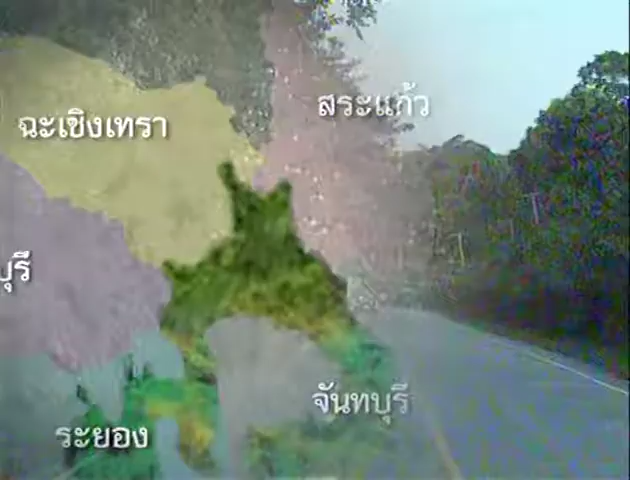 สระแก้ว
ฉะเชิงเทรา
บุรี
จันทบุรี
ระยอง